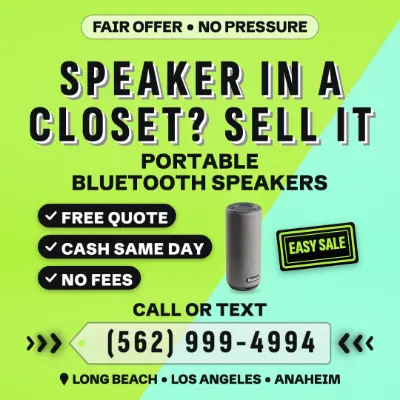 FAIR OFFER • NO PRESSURE
SPEAKER IN A
CLOSET? SELL IT
PORTABLE
BLUETOOTH SPEAKERS
FREE QUOTE
CASH SAME DAY
NO FEES
EASY SALE
CALL OR TEXT
(562) 999-4994
LONG BEACH • LOS ANGELES • ANAHEIM